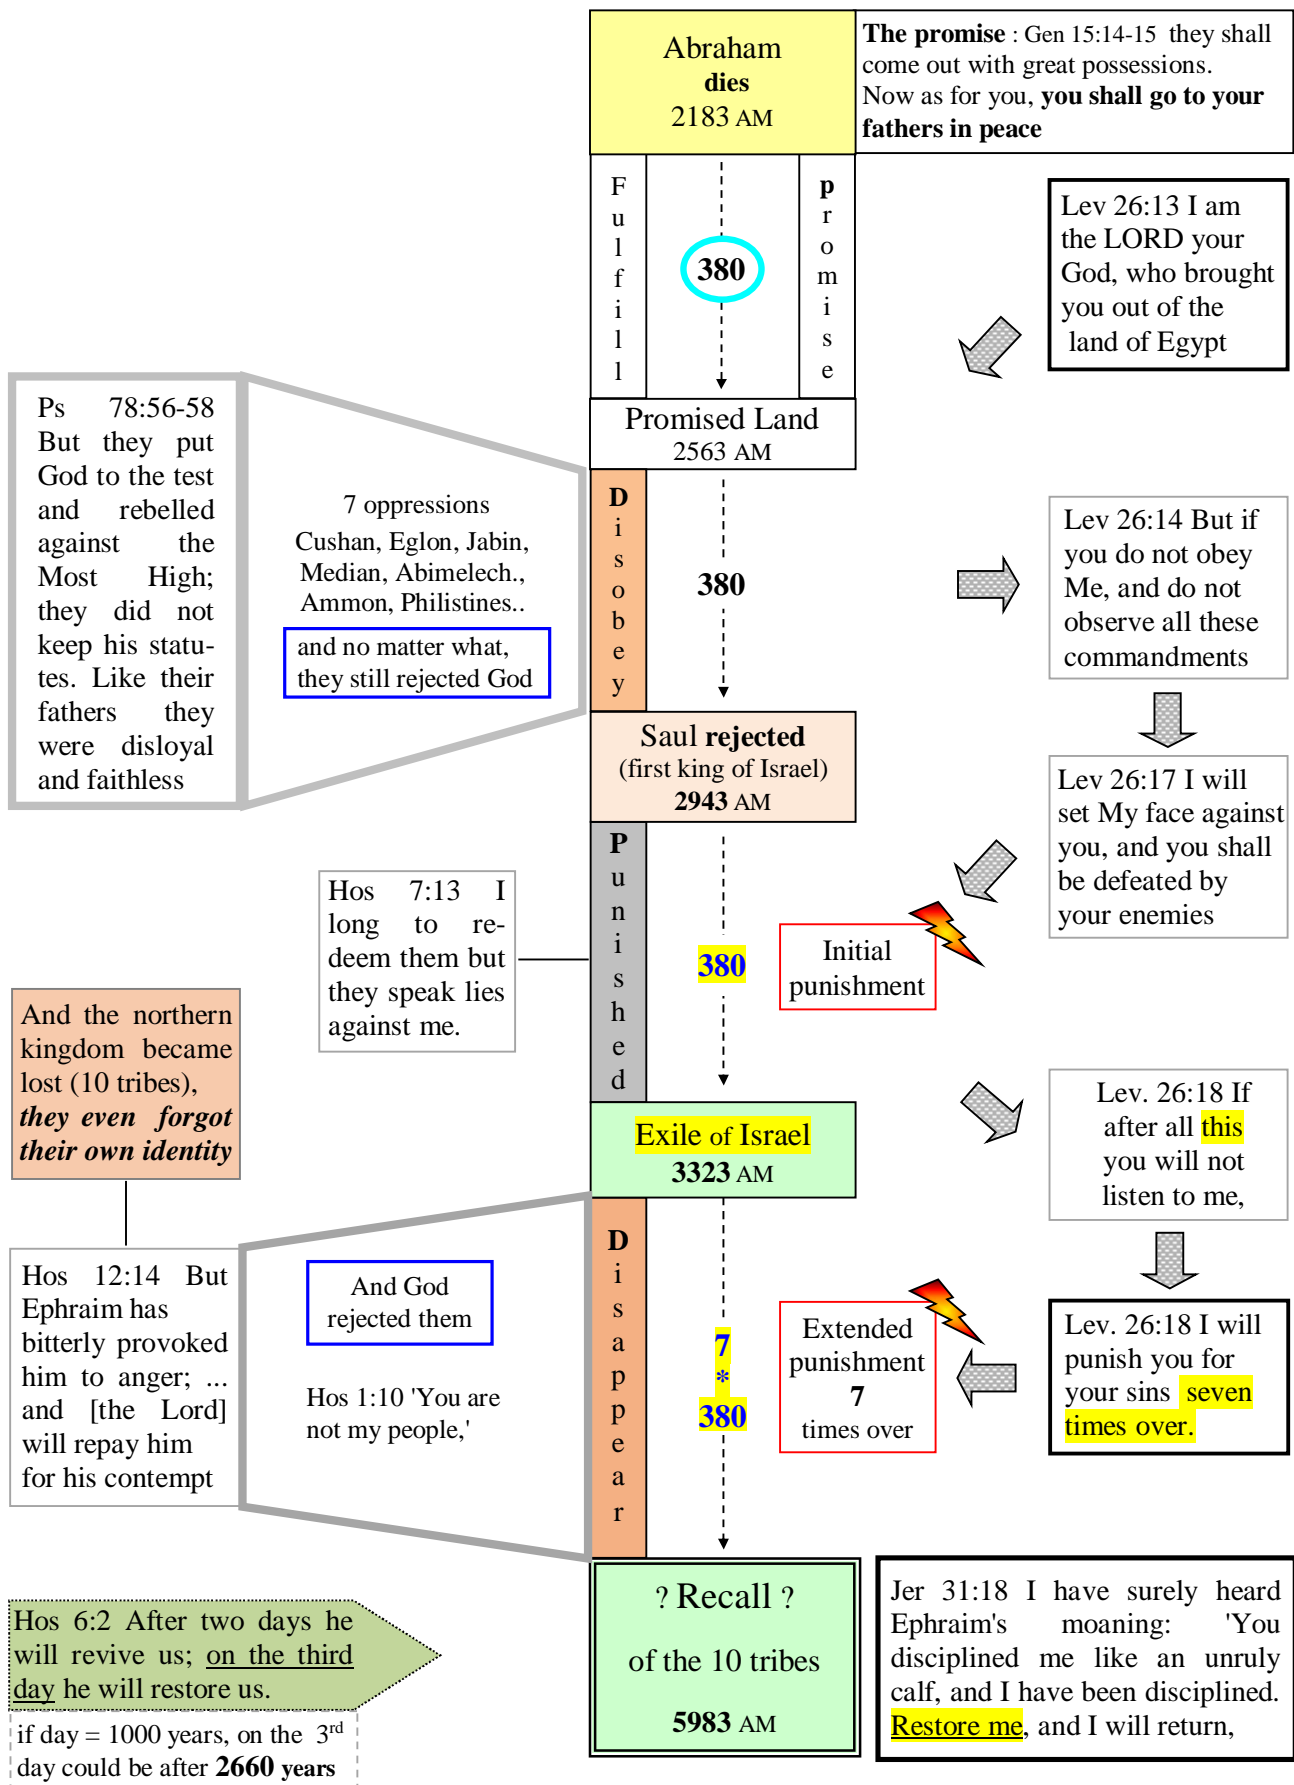 Abraham
dies
2183 AM
The promise : Gen 15:14-15 they shall
come out with great possessions.
Now as for you, you shall go to your
fathers in peace
Fulfill
380
promise
Lev 26:13 I am
the LORD your
God, who brought
you out of the
land of Egypt
Promised Land
2563 AM
Ps 78:56-58
But they put
God to the test
and rebelled
against the
Most High;
they did not
keep his statu-
tes. Like their
fathers they
were disloyal
and faithless
7 oppressions
Cushan, Eglon, Jabin,
Median, Abimelech.,
Ammon, Philistines..
and no matter what,
they still rejected God
Disobey
380
Lev 26:14 But if
you do not obey
Me, and do not
observe all these
commandments
Saul rejected
(first king of Israel)
2943 AM
Lev 26:17 I will
set My face against
you, and you shall
be defeated by
your enemies
Punished
Hos 7:13 I
long to re-
deem them but
they speak lies
against me.
380
Initial
punishment
And the northern
kingdom became
lost (10 tribes),
they even forgot
their own identity
Exile of Israel
3323 AM
Lev. 26:18 If
after all this
you will not
listen to me,
Hos 12:14 But
Ephraim has
bitterly provoked
him to anger; ...
and [the Lord]
will repay him
for his contempt
And God
rejected them
Hos 1:10 'You are
not my people,'
Disappear
7
*
380
Extended
punishment
7
times over
Lev. 26:18 I will
punish you for
your sins seven
times over.
? Recall ?
of the 10 tribes
5983 AM
Jer 31:18 I have surely heard
Ephraim's moaning: 'You
disciplined me like an unruly
calf, and I have been disciplined.
Restore me, and I will return,
Hos 6:2 After two days he
will revive us; on the third
day he will restore us.
if day = 1000 years, on the 3rd
day could be after 2660 years